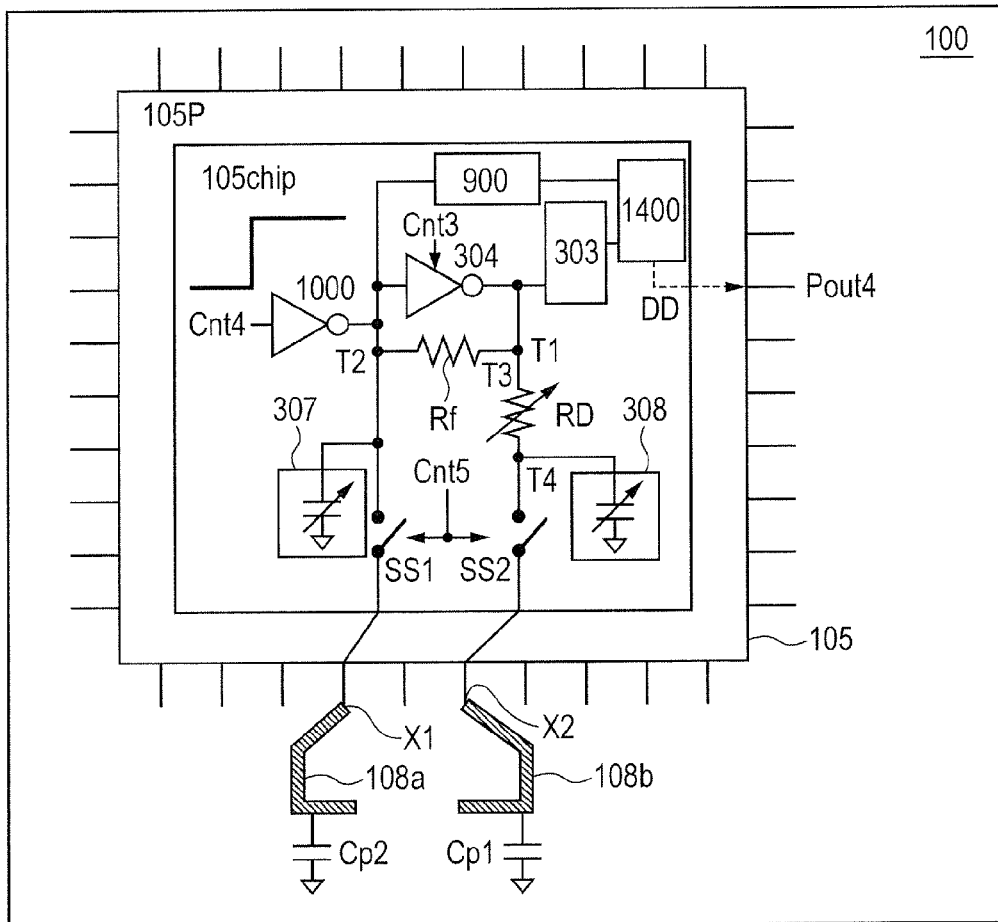 100
105P
105chip
900
1400
Cnt3
304
303
1000
Cnt4
DD
Pout4
T2
T1
T3
Rf
RD
307
308
Cnt5
T4
SS1
SS2
105
X1
X2
108a
108b
Cp2
Cp1